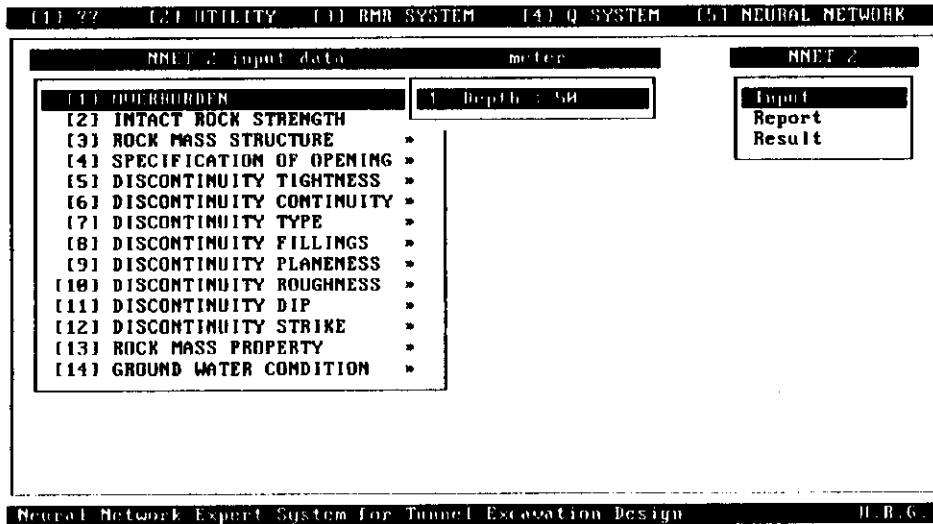 [1] ?? [2] UTILITY [3] RMR SYSTEM [4] Q SYSTEM [5] NEURAL NETWORK
NNET 2 input data
meter
NNET 2
[1] OVERBURDEN
[2] INTACT ROCK STRENGTH
[3] ROCK MASS STRUCTURE »
[4] SPECIFICATION OF OPENING »
[5] DISCONTINUITY TIGHTNESS »
[6] DISCONTINUITY CONTINUITY »
[7] DISCONTINUITY TYPE »
[8] DISCONTINUITY FILLINGS »
[9] DISCONTINUITY PLANENESS »
[10] DISCONTINUITY ROUGHNESS »
[11] DISCONTINUITY DIP »
[12] DISCONTINUITY STRIKE »
[13] ROCK MASS PROPERTY »
[14] GROUND WATER CONDITION »
1 Depth : 50
Input
Report
Result
Neural Network Expert System for Tunnel Excavation Design